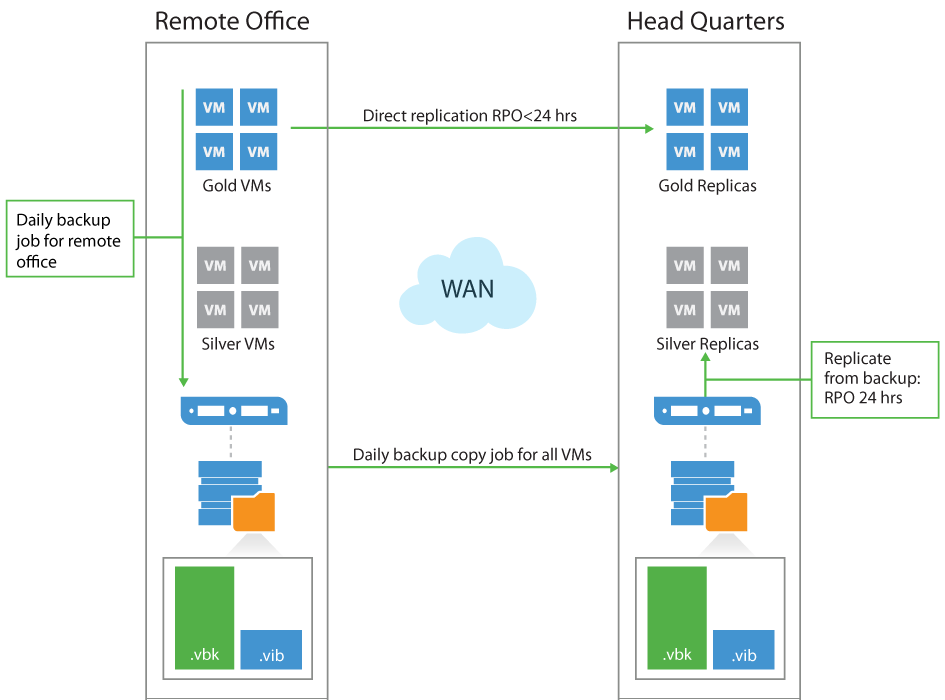 Remote Office
Head Quarters
VM VM
VM VM
Gold VMs
Direct replication RPO<24 hrs
VM VM
VM VM
Gold Replicas
Daily backup
job for remote
office
VM VM
VM VM
Silver VMs
WAN
VM VM
VM VM
Silver Replicas
Replicate
from backup:
RPO 24 hrs
Daily backup copy job for all VMs
.vbk .vib
.vbk .vib